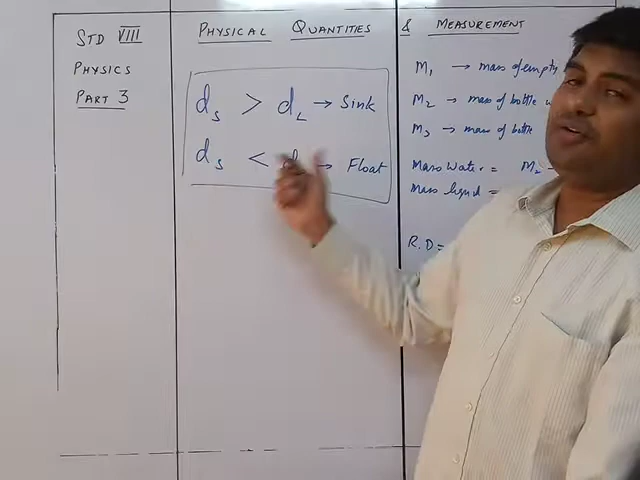 STD VIII
PHYSICS
PART 3
PHYSICAL QUANTITIES & MEASUREMENT
ds > dL → Sink
ds < d → Float
M1 → mass of empty
M2 → mass of bottle w
M3 → mass of bottle
Mass Water = M2 -
Mass liquid =
R.D =